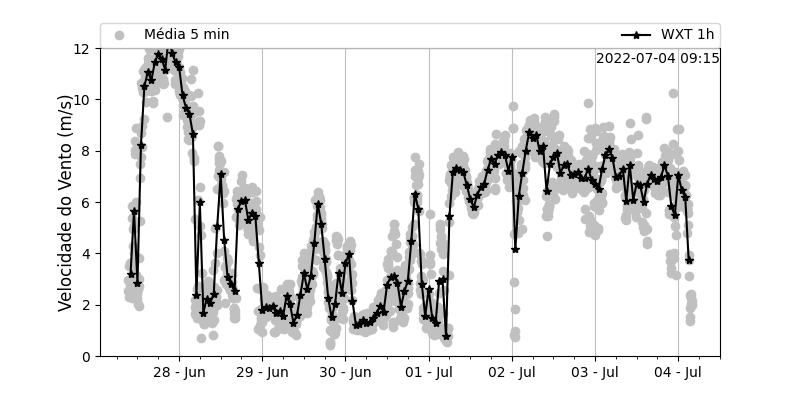 Média 5 min
WXT 1h
2022-07-04 09:15
Velocidade do Vento (m/s)
12
10
8
6
4
2
0
28 - Jun
29 - Jun
30 - Jun
01 - Jul
02 - Jul
03 - Jul
04 - Jul